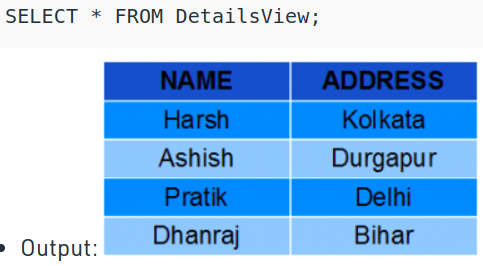 SELECT * FROM DetailsView;
NAME ADDRESS
Harsh Kolkata
Ashish Durgapur
Pratik Delhi
Dhanraj Bihar
• Output: